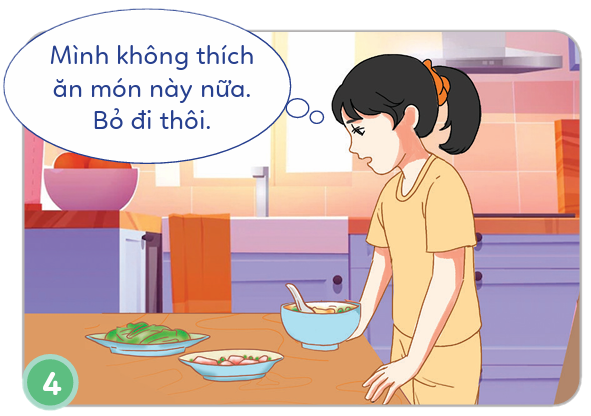 Mình không thích
ăn món này nữa.
Bỏ đi thôi.
4